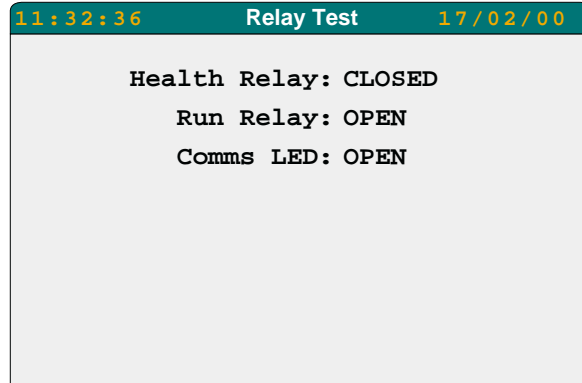 11:32:36 Relay Test 17/02/00
Health Relay: CLOSED
Run Relay: OPEN
Comms LED: OPEN